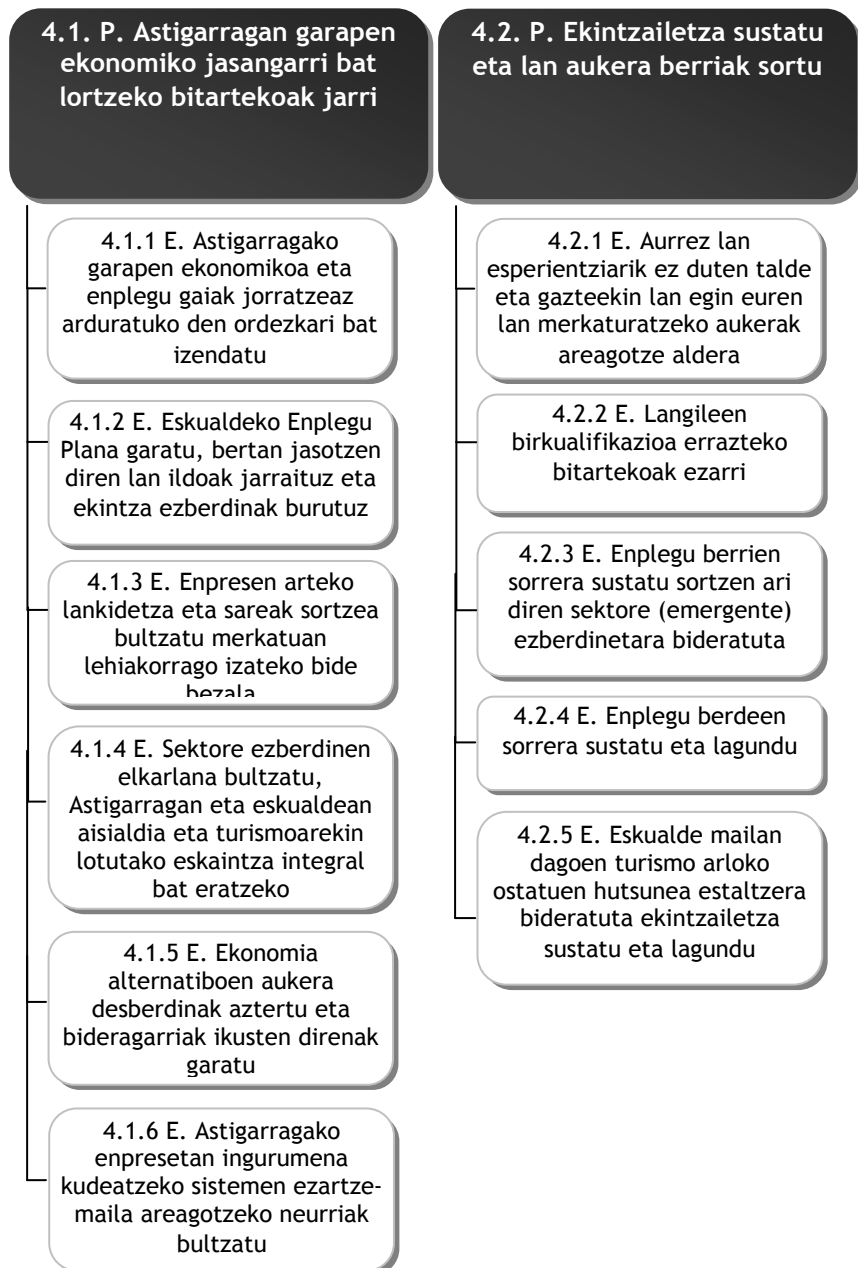 4.1. P. Astigarragan garapen
ekonomiko jasangarri bat
lortzeko bitartekoak jarri
4.1.1 E. Astigarragako
garapen ekonomikoa eta
enplegu gaiak jorratzeaz
arduratuko den ordezkari bat
izendatu
4.1.2 E. Eskualdeko Enplegu
Plana garatu, bertan jasotzen
diren lan ildoak jarraituz eta
ekintza ezberdinak burutuz
4.1.3 E. Enpresen arteko
lankidetza eta sareak sortzea
bultzatu merkatuan
lehiakorrago izateko bide
bezala
4.1.4 E. Sektore ezberdinen
elkarlana bultzatu,
Astigarragan eta eskualdean
aisialdia eta turismoarekin
lotutako eskaintza integral
bat eratzeko
4.1.5 E. Ekonomia
alternatiboen aukera
desberdinak aztertu eta
bideragarriak ikusten direnak
garatu
4.1.6 E. Astigarragako
enpresetan ingurumena
kudeatzeko sistemen ezartze-
maila areagotzeko neurriak
bultzatu
4.2. P. Ekintzailetza sustatu
eta lan aukera berriak sortu
4.2.1 E. Aurrez lan
esperientziarik ez duten talde
eta gazteekin lan egin euren
lan merkaturatzeko aukerak
areagotze aldera
4.2.2 E. Langileen
birkualifikazioa errazteko
bitartekoak ezarri
4.2.3 E. Enplegu berrien
sorrera sustatu sortzen ari
diren sektore (emergente)
ezberdinetara bideratuta
4.2.4 E. Enplegu berdeen
sorrera sustatu eta lagundu
4.2.5 E. Eskualde mailan
dagoen turismo arloko
ostatuen hutsunea estaltzera
bideratuta ekintzailetza
sustatu eta lagundu